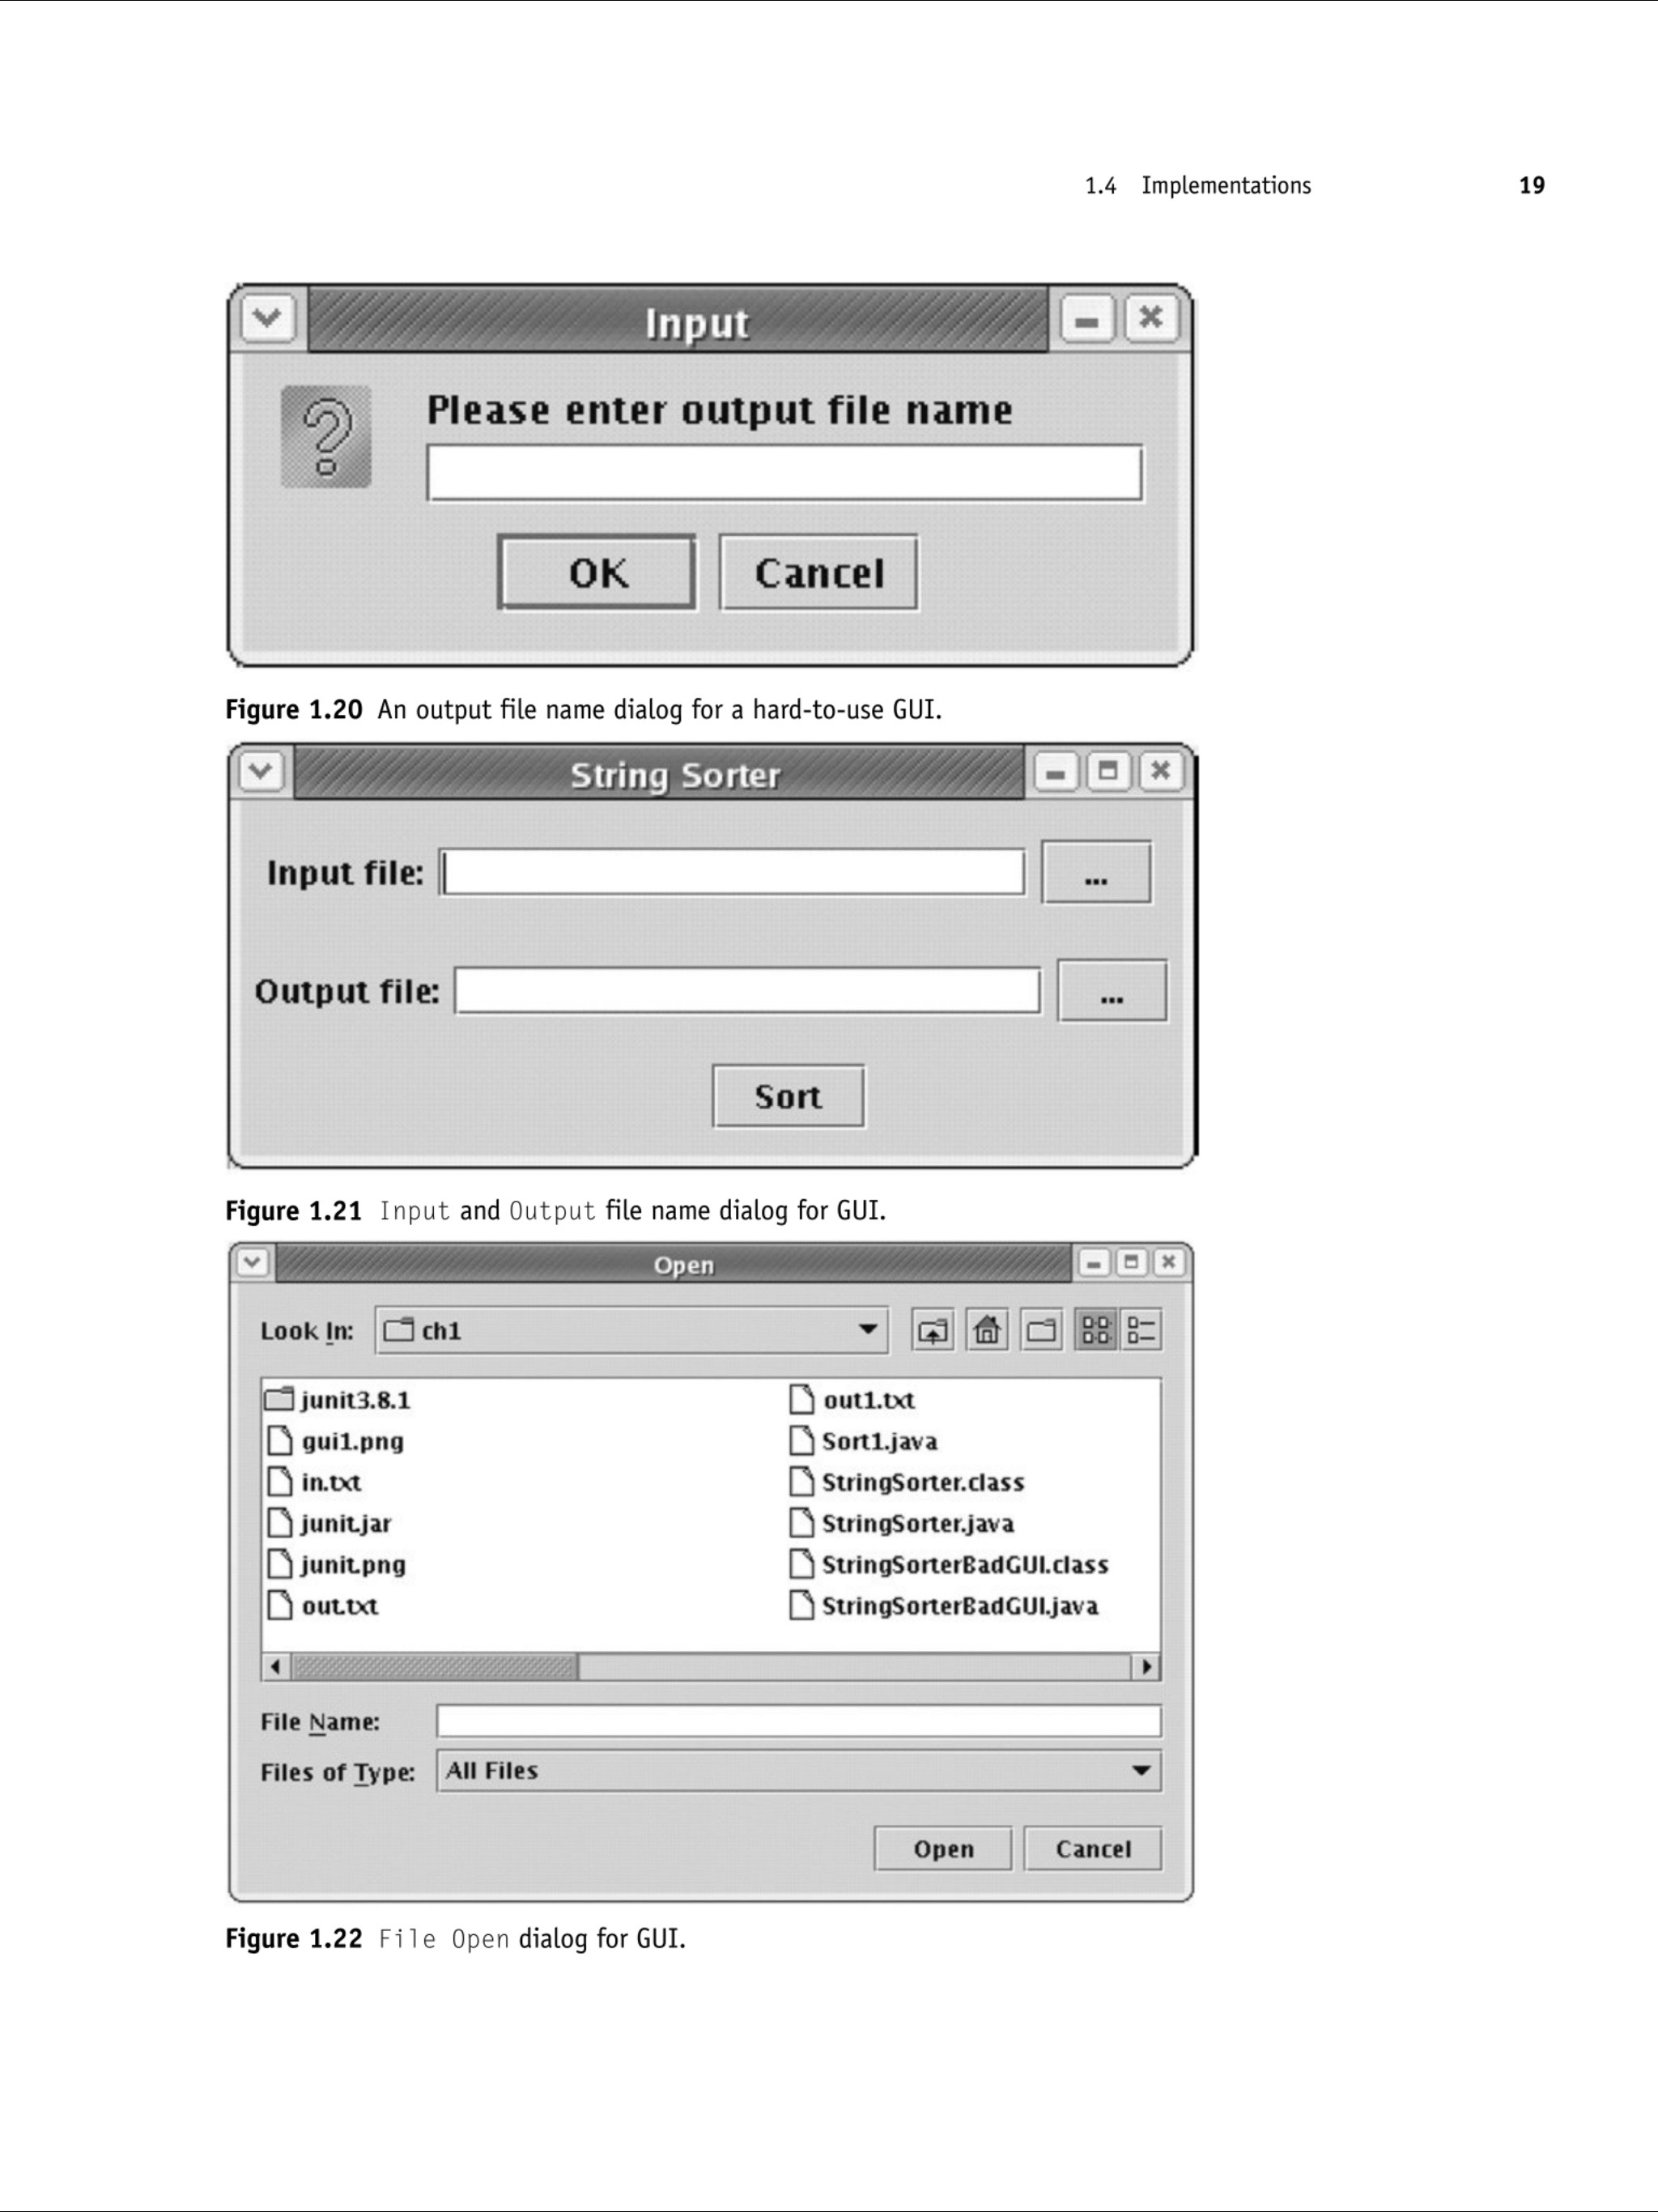 1.4 Implementations 19
Input
Please enter output file name
OK Cancel
Figure 1.20 An output file name dialog for a hard-to-use GUI.
String Sorter
Input file: ...
Output file: ...
Sort
Figure 1.21 Input and Output file name dialog for GUI.
Open
Look In: ch1
junit3.8.1 out1.txt
gui1.png Sort1.java
in.txt StringSorter.class
junit.jar StringSorter.java
junit.png StringSorterBadGUI.class
out.txt StringSorterBadGUI.java
File Name:
Files of Type: All Files
Open Cancel
Figure 1.22 File Open dialog for GUI.